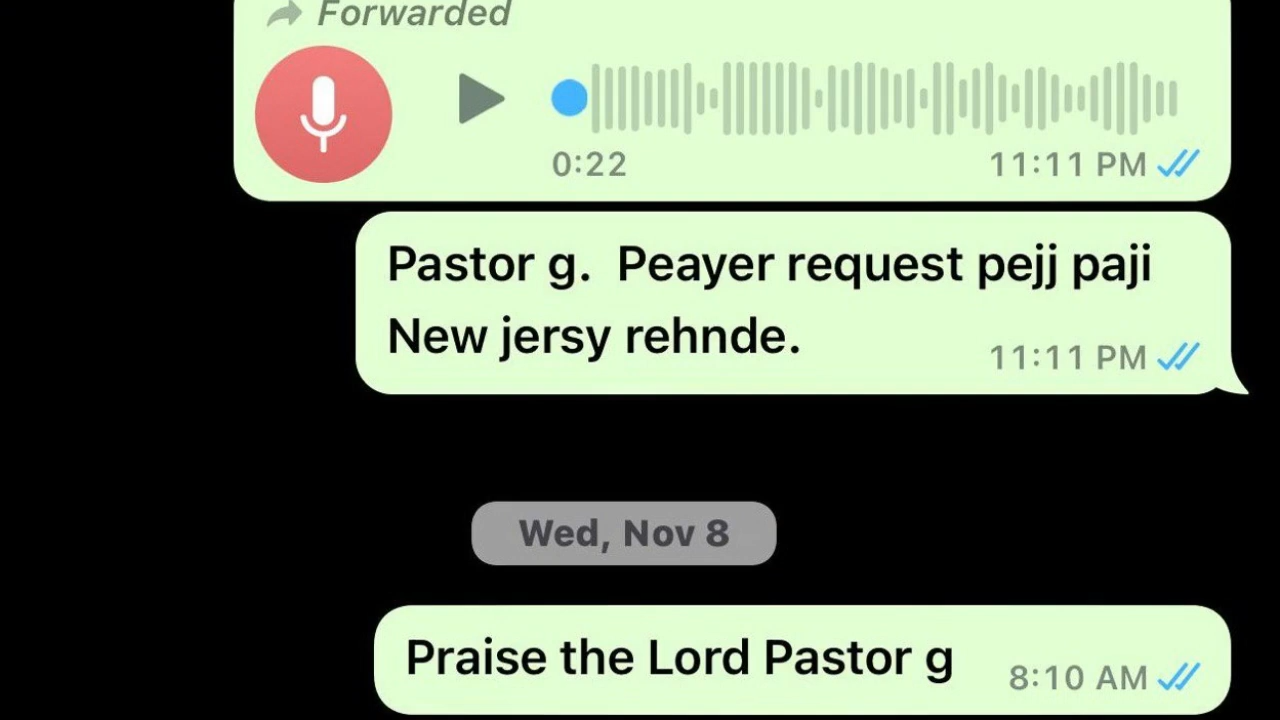 Forwarded
0:22
11:11 PM
Pastor g. Peayer request pejj paji
New jersy rehnde.
11:11 PM
Wed, Nov 8
Praise the Lord Pastor g
8:10 AM